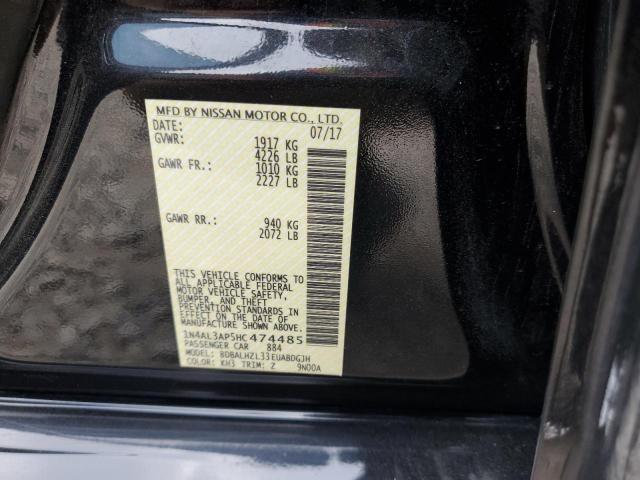 MFD BY NISSAN MOTOR CO., LTD.
DATE: 07/17
GVWR: 1917 KG
4226 LB
GAWR FR.: 1010 KG
2227 LB
GAWR RR.: 940 KG
2072 LB
THIS VEHICLE CONFORMS TO
ALL APPLICABLE FEDERAL
MOTOR VEHICLE SAFETY,
BUMPER, AND THEFT
PREVENTION STANDARDS IN
EFFECT ON THE DATE OF
MANUFACTURE SHOWN ABOVE.
1N4AL3AP5HC474485
PASSENGER CAR 884
MODEL: BDBALHZL33EUABDGJH
COLOR: KH3 TRIM: Z 9N00A